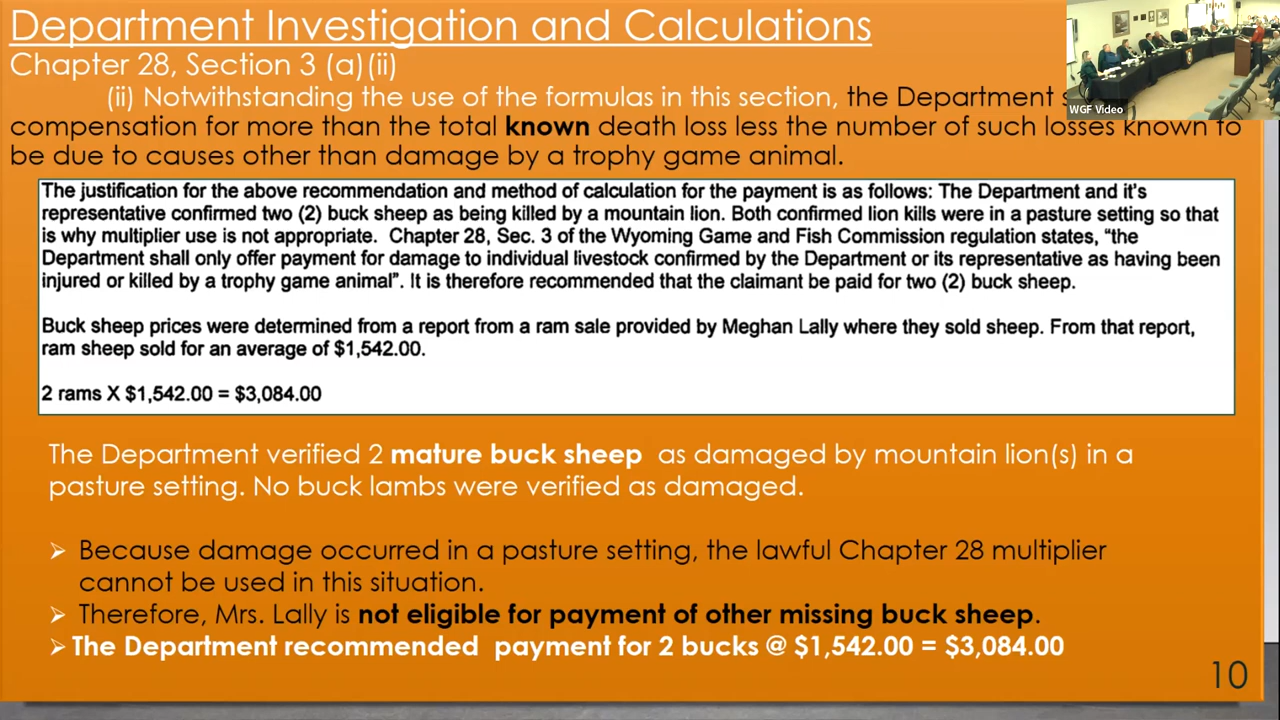 Department Investigation and Calculations
Chapter 28, Section 3 (a)(ii)
(ii) Notwithstanding the use of the formulas in this section, the Department
compensation for more than the total known death loss less the number of such losses known to
be due to causes other than damage by a trophy game animal.
WGF Video
The justification for the above recommendation and method of calculation for the payment is as follows: The Department and it's
representative confirmed two (2) buck sheep as being killed by a mountain lion. Both confirmed lion kills were in a pasture setting so that
is why multiplier use is not appropriate. Chapter 28, Sec. 3 of the Wyoming Game and Fish Commission regulation states, "the
Department shall only offer payment for damage to individual livestock confirmed by the Department or its representative as having been
injured or killed by a trophy game animal". It is therefore recommended that the claimant be paid for two (2) buck sheep.
Buck sheep prices were determined from a report from a ram sale provided by Meghan Lally where they sold sheep. From that report,
ram sheep sold for an average of $1,542.00.
2 rams X $1,542.00 = $3,084.00
The Department verified 2 mature buck sheep as damaged by mountain lion(s) in a
pasture setting. No buck lambs were verified as damaged.
➢ Because damage occurred in a pasture setting, the lawful Chapter 28 multiplier
cannot be used in this situation.
➢ Therefore, Mrs. Lally is not eligible for payment of other missing buck sheep.
➢ The Department recommended payment for 2 bucks @ $1,542.00 = $3,084.00
10